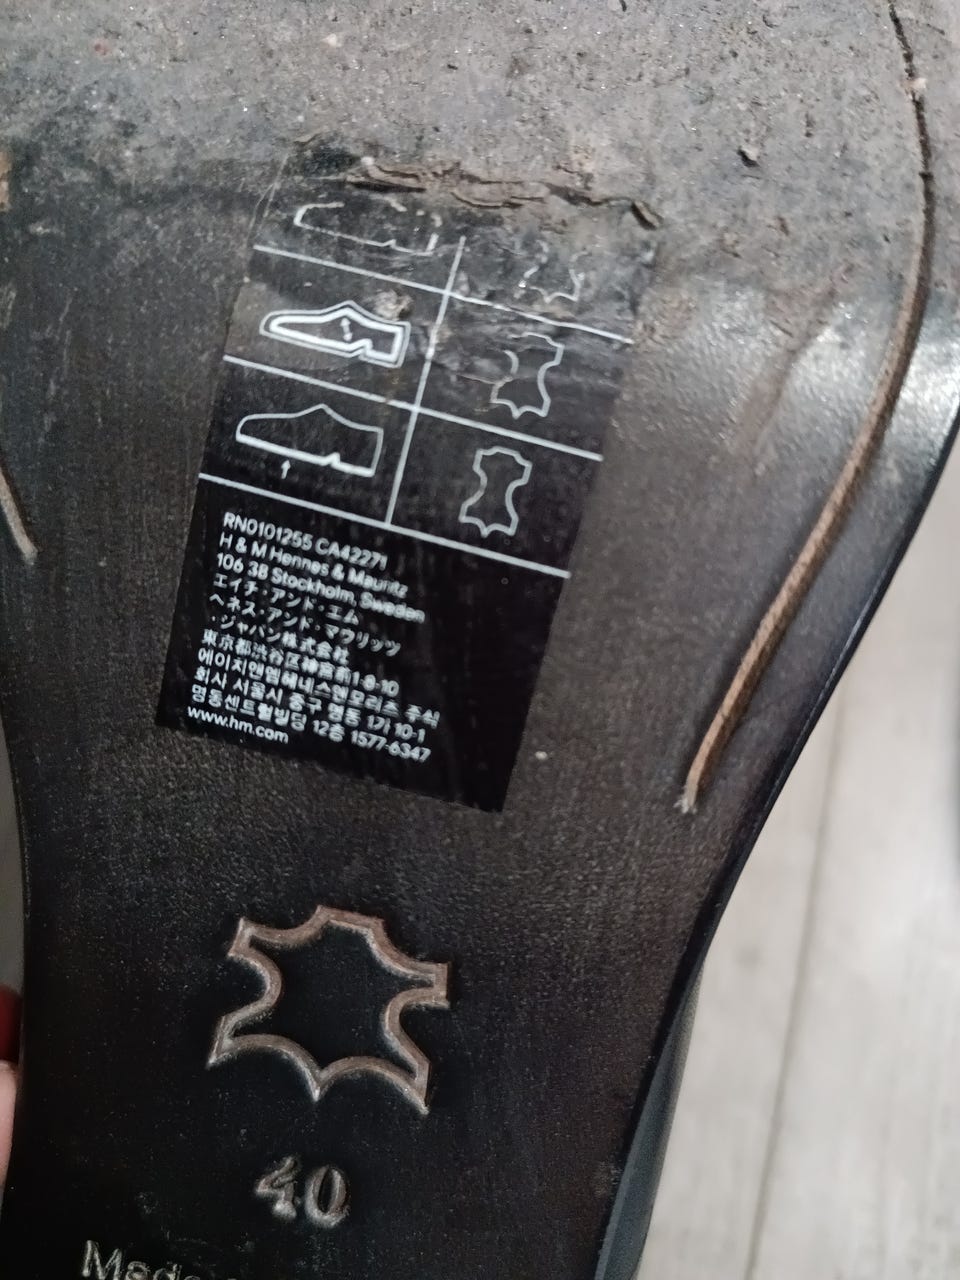 RN0101255 CA42271
H & M Hennes & Mauritz
106 38 Stockholm, Sweden
エイチ・アンド・エム
ヘネス・アンド・マウリッツ
・ジャパン株式会社
東京都渋谷区神宮前1-8-10
에이치앤엠헤네스앤모리츠 주식
회사 서울시 중구 명동 1가 10-1
명동센트럴빌딩 12층 1577-6347
www.hm.com
40
Made